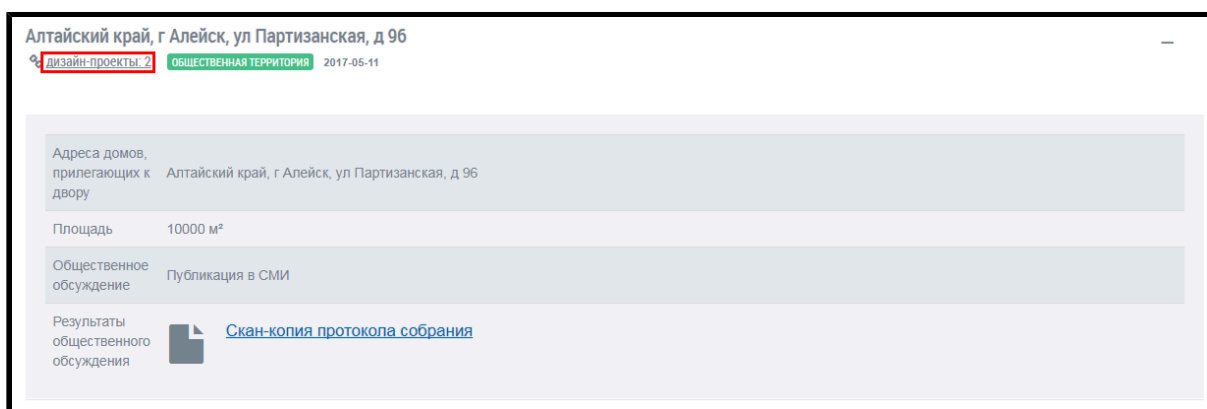 Алтайский край, г Алейск, ул Партизанская, д 96
дизайн-проекты: 2 ОБЩЕСТВЕННАЯ ТЕРРИТОРИЯ 2017-05-11
Адреса домов,
прилегающих к
двору
Алтайский край, г Алейск, ул Партизанская, д 96
Площадь 10000 м²
Общественное
обсуждение
Публикация в СМИ
Результаты
общественного
обсуждения
Скан-копия протокола собрания